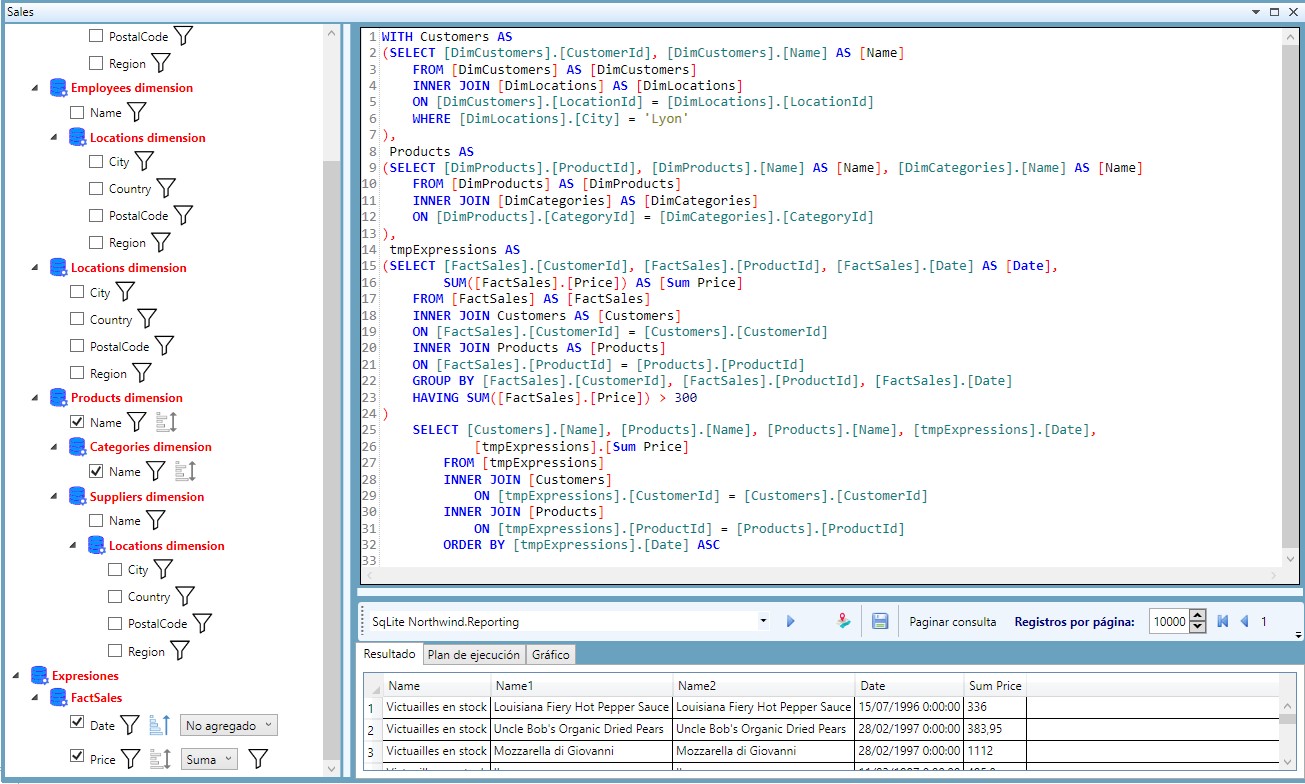 Sales
PostalCode
Region
Employees dimension
Name
Locations dimension
City
Country
PostalCode
Region
Locations dimension
City
Country
PostalCode
Region
Products dimension
Name
Categories dimension
Name
Suppliers dimension
Name
Locations dimension
City
Country
PostalCode
Region
Expresiones
FactSales
Date No agregado
Price Suma
1 WITH Customers AS
2 (SELECT [DimCustomers].[CustomerId], [DimCustomers].[Name] AS [Name]
3 FROM [DimCustomers] AS [DimCustomers]
4 INNER JOIN [DimLocations] AS [DimLocations]
5 ON [DimCustomers].[LocationId] = [DimLocations].[LocationId]
6 WHERE [DimLocations].[City] = 'Lyon'
7 ),
8 Products AS
9 (SELECT [DimProducts].[ProductId], [DimProducts].[Name] AS [Name], [DimCategories].[Name] AS [Name]
10 FROM [DimProducts] AS [DimProducts]
11 INNER JOIN [DimCategories] AS [DimCategories]
12 ON [DimProducts].[CategoryId] = [DimCategories].[CategoryId]
13 ),
14 tmpExpressions AS
15 (SELECT [FactSales].[CustomerId], [FactSales].[ProductId], [FactSales].[Date] AS [Date],
16 SUM([FactSales].[Price]) AS [Sum Price]
17 FROM [FactSales] AS [FactSales]
18 INNER JOIN Customers AS [Customers]
19 ON [FactSales].[CustomerId] = [Customers].[CustomerId]
20 INNER JOIN Products AS [Products]
21 ON [FactSales].[ProductId] = [Products].[ProductId]
22 GROUP BY [FactSales].[CustomerId], [FactSales].[ProductId], [FactSales].[Date]
23 HAVING SUM([FactSales].[Price]) > 300
24 )
25 SELECT [Customers].[Name], [Products].[Name], [Products].[Name], [tmpExpressions].[Date],
26 [tmpExpressions].[Sum Price]
27 FROM [tmpExpressions]
28 INNER JOIN [Customers]
29 ON [tmpExpressions].[CustomerId] = [Customers].[CustomerId]
30 INNER JOIN [Products]
31 ON [tmpExpressions].[ProductId] = [Products].[ProductId]
32 ORDER BY [tmpExpressions].[Date] ASC
33
SqLite Northwind.Reporting Paginar consulta Registros por página: 10000 1
Resultado Plan de ejecución Gráfico
Name Name1 Name2 Date Sum Price
1 Victuailles en stock Louisiana Fiery Hot Pepper Sauce Louisiana Fiery Hot Pepper Sauce 15/07/1996 0:00:00 336
2 Victuailles en stock Uncle Bob's Organic Dried Pears Uncle Bob's Organic Dried Pears 28/02/1997 0:00:00 383,95
3 Victuailles en stock Mozzarella di Giovanni Mozzarella di Giovanni 28/02/1997 0:00:00 1112